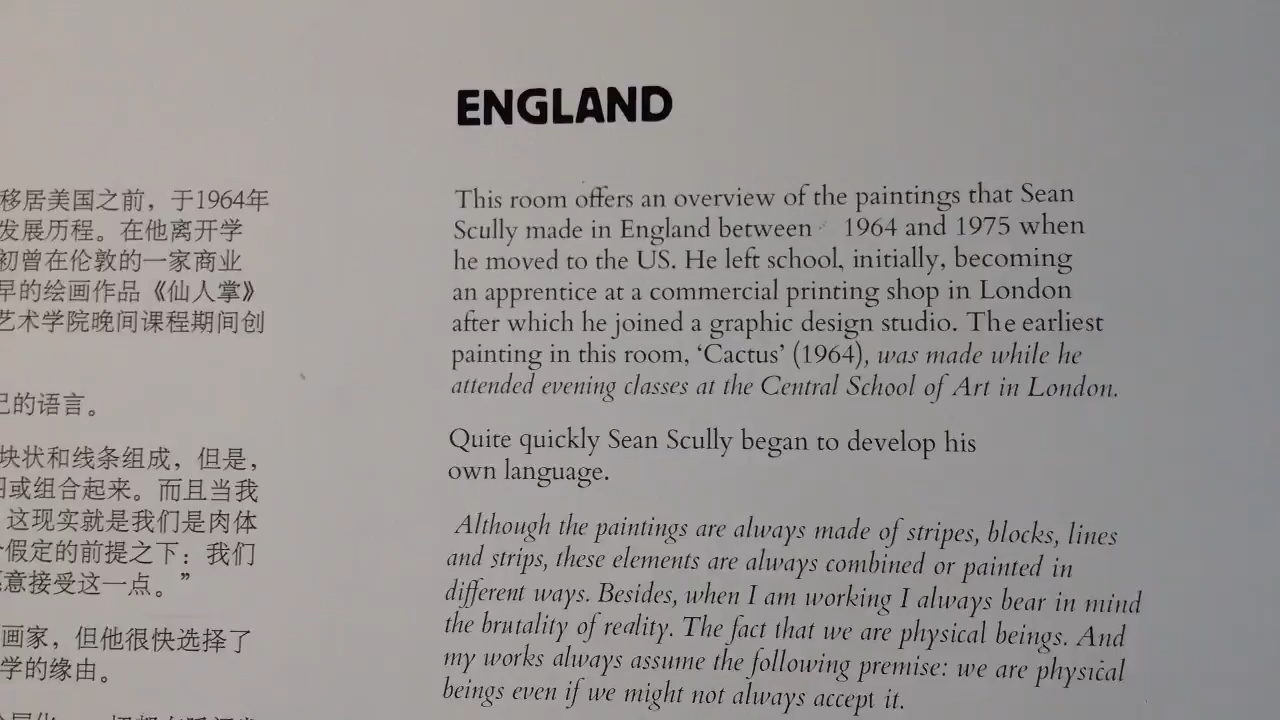 移居美国之前，于1964年
发展历程。在他离开学
初曾在伦敦的一家商业
早的绘画作品《仙人掌》
艺术学院晚间课程期间创
己的语言。
块状和线条组成，但是，
或组合起来。而且当我
这现实就是我们是肉体
假定的前提之下：我们
意接受这一点。”
画家，但他很快选择了
学的缘由。
ENGLAND
This room offers an overview of the paintings that Sean
Scully made in England between 1964 and 1975 when
he moved to the US. He left school, initially, becoming
an apprentice at a commercial printing shop in London
after which he joined a graphic design studio. The earliest
painting in this room, ‘Cactus’ (1964), was made while he
attended evening classes at the Central School of Art in London.
Quite quickly Sean Scully began to develop his
own language.
Although the paintings are always made of stripes, blocks, lines
and strips, these elements are always combined or painted in
different ways. Besides, when I am working I always bear in mind
the brutality of reality. The fact that we are physical beings. And
my works always assume the following premise: we are physical
beings even if we might not always accept it.